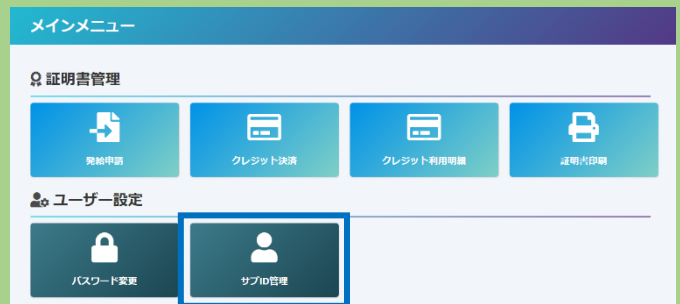 メインメニュー
証明書管理
発給申請
クレジット決済
クレジット利用明細
証明書印刷
ユーザー設定
パスワード変更
サブID管理